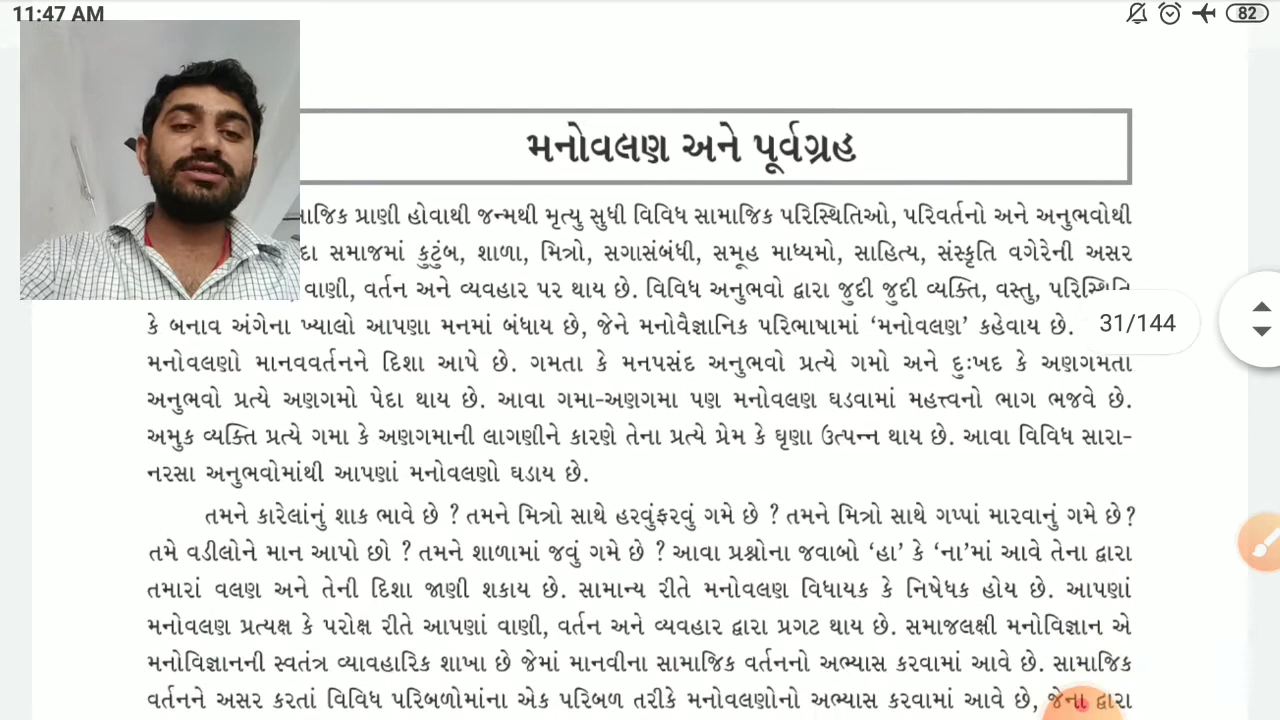 11:47 AM
82
મનોવલણ અને પૂર્વગ્રહ
પ્રાણી હોવાથી જન્મથી મૃત્યુ સુધી વિવિધ સામાજિક પરિસ્થિતિઓ, પરિવર્તનો અને અનુભવોથી
સમાજમાં કુટુંબ, શાળા, મિત્રો, સગાસંબંધી, સમૂહ માધ્યમો, સાહિત્ય, સંસ્કૃતિ વગેરેની અસર
વાણી, વર્તન અને વ્યવહાર પર થાય છે. વિવિધ અનુભવો દ્વારા જુદી જુદી વ્યક્તિ, વસ્તુ, પરિસ્થિતિ
કે બનાવ અંગેના ખ્યાલો આપણા મનમાં બંધાય છે, જેને મનોવૈજ્ઞાનિક પરિભાષામાં ‘મનોવલણ’ કહેવાય છે.
31/144
મનોવલણો માનવવર્તનને દિશા આપે છે. ગમતા કે મનપસંદ અનુભવો પ્રત્યે ગમો અને દુઃખદ કે અણગમતા
અનુભવો પ્રત્યે અણગમો પેદા થાય છે. આવા ગમા-અણગમા પણ મનોવલણ ઘડવામાં મહત્ત્વનો ભાગ ભજવે છે.
અમુક વ્યક્તિ પ્રત્યે ગમા કે અણગમાની લાગણીને કારણે તેના પ્રત્યે પ્રેમ કે ઘૃણા ઉત્પન્ન થાય છે. આવા વિવિધ સારા-
નરસા અનુભવોમાંથી આપણાં મનોવલણો ઘડાય છે.
તમને કારેલાંનું શાક ભાવે છે ? તમને મિત્રો સાથે હરવુંફરવું ગમે છે ? તમને મિત્રો સાથે ગપ્પાં મારવાનું ગમે છે?
તમે વડીલોને માન આપો છો ? તમને શાળામાં જવું ગમે છે ? આવા પ્રશ્નોના જવાબો ‘હા’ કે ‘ના’માં આવે તેના દ્વારા
તમારાં વલણ અને તેની દિશા જાણી શકાય છે. સામાન્ય રીતે મનોવલણ વિધાયક કે નિષેધક હોય છે. આપણાં
મનોવલણ પ્રત્યક્ષ કે પરોક્ષ રીતે આપણાં વાણી, વર્તન અને વ્યવહાર દ્વારા પ્રગટ થાય છે. સમાજલક્ષી મનોવિજ્ઞાન એ
મનોવિજ્ઞાનની સ્વતંત્ર વ્યાવહારિક શાખા છે જેમાં માનવીના સામાજિક વર્તનનો અભ્યાસ કરવામાં આવે છે. સામાજિક
વર્તનને અસર કરતાં વિવિધ પરિબળોમાંના એક પરિબળ તરીકે મનોવલણોનો અભ્યાસ કરવામાં આવે છે, જેના દ્વારા